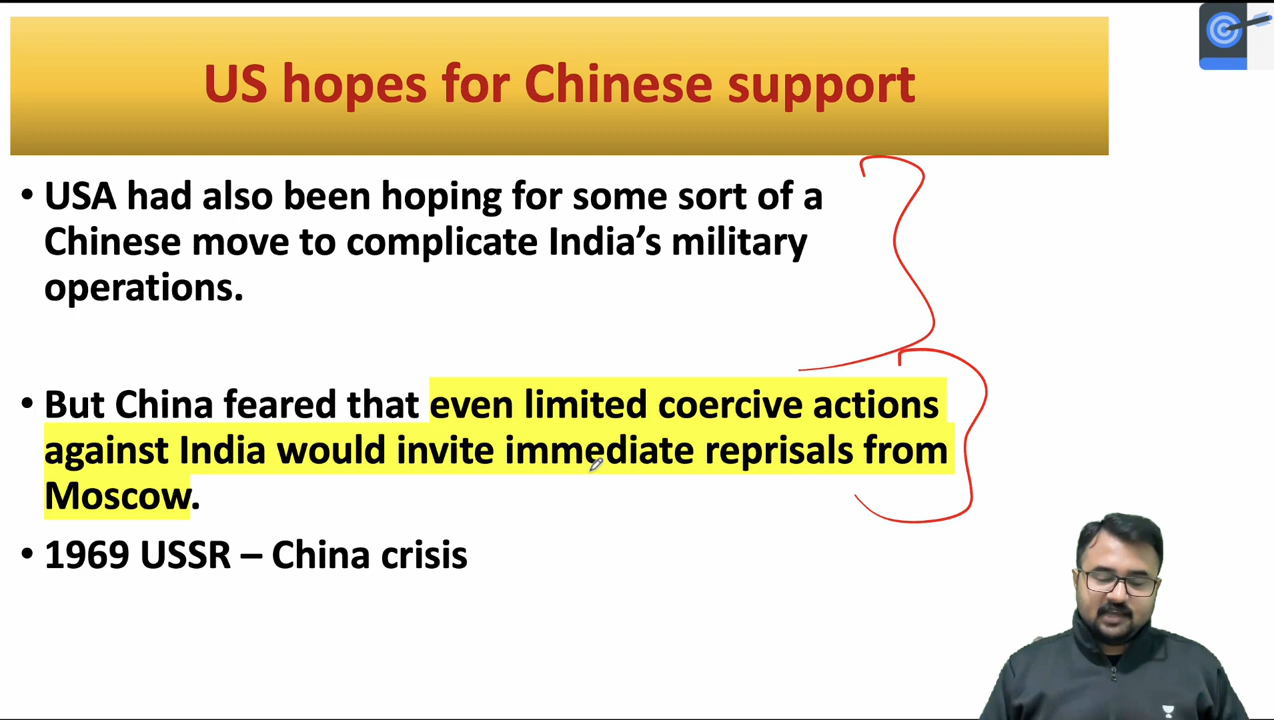 US hopes for Chinese support
• USA had also been hoping for some sort of a
Chinese move to complicate India’s military
operations.
• But China feared that even limited coercive actions
against India would invite immediate reprisals from
Moscow.
• 1969 USSR – China crisis